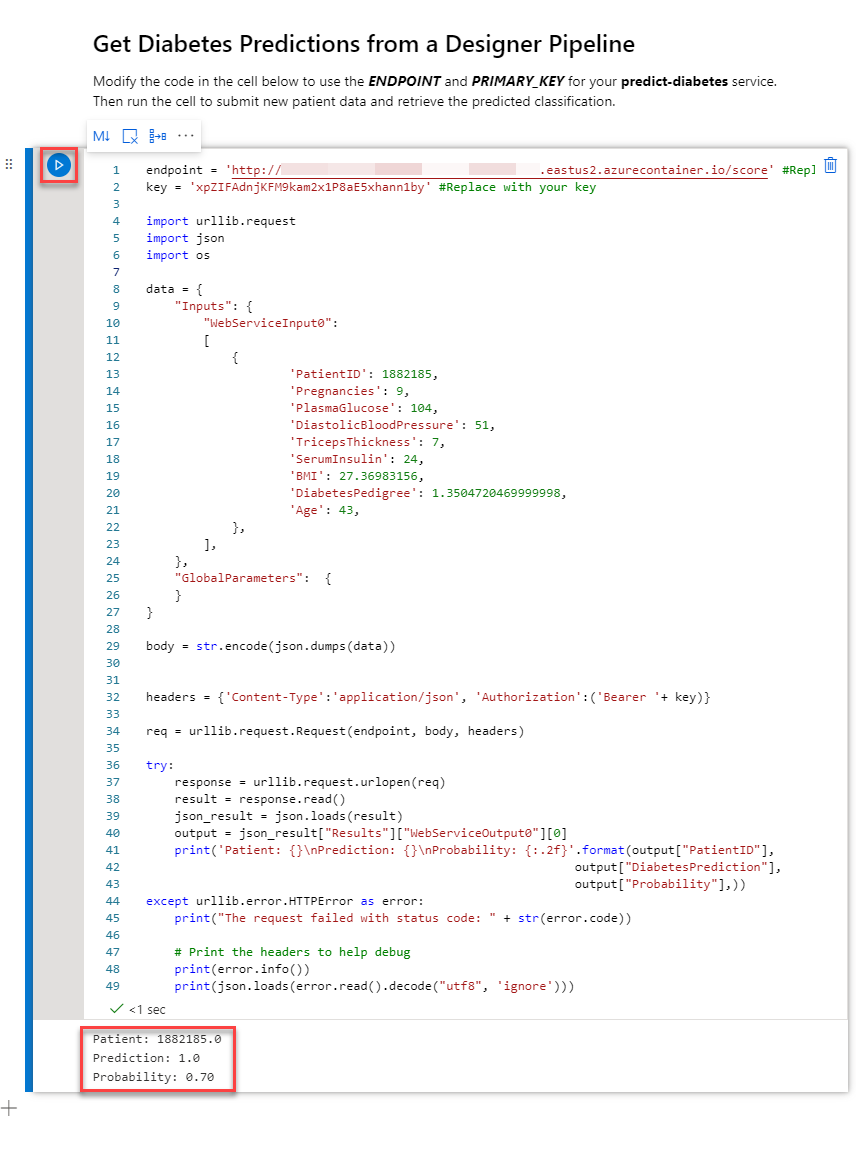 Get Diabetes Predictions from a Designer Pipeline
Modify the code in the cell below to use the ENDPOINT and PRIMARY_KEY for your predict-diabetes service.
Then run the cell to submit new patient data and retrieve the predicted classification.
M↓ ···
1 endpoint = 'http:// .eastus2.azurecontainer.io/score' #Repl
2 key = 'xpZIFAdnjKFM9kam2x1P8aE5xhann1by' #Replace with your key
3
4 import urllib.request
5 import json
6 import os
7
8 data = {
9 "Inputs": {
10 "WebServiceInput0":
11 [
12 {
13 'PatientID': 1882185,
14 'Pregnancies': 9,
15 'PlasmaGlucose': 104,
16 'DiastolicBloodPressure': 51,
17 'TricepsThickness': 7,
18 'SerumInsulin': 24,
19 'BMI': 27.36983156,
20 'DiabetesPedigree': 1.3504720469999998,
21 'Age': 43,
22 },
23 ],
24 },
25 "GlobalParameters":  {
26 }
27 }
28
29 body = str.encode(json.dumps(data))
30
31
32 headers = {'Content-Type':'application/json', 'Authorization':('Bearer '+ key)}
33
34 req = urllib.request.Request(endpoint, body, headers)
35
36 try:
37 response = urllib.request.urlopen(req)
38 result = response.read()
39 json_result = json.loads(result)
40 output = json_result["Results"]["WebServiceOutput0"][0]
41 print('Patient: {}\nPrediction: {}\nProbability: {:.2f}'.format(output["PatientID"],
42 output["DiabetesPrediction"],
43 output["Probability"],))
44 except urllib.error.HTTPError as error:
45 print("The request failed with status code: " + str(error.code))
46
47 # Print the headers to help debug
48 print(error.info())
49 print(json.loads(error.read().decode("utf8", 'ignore')))
<1 sec
Patient: 1882185.0
Prediction: 1.0
Probability: 0.70